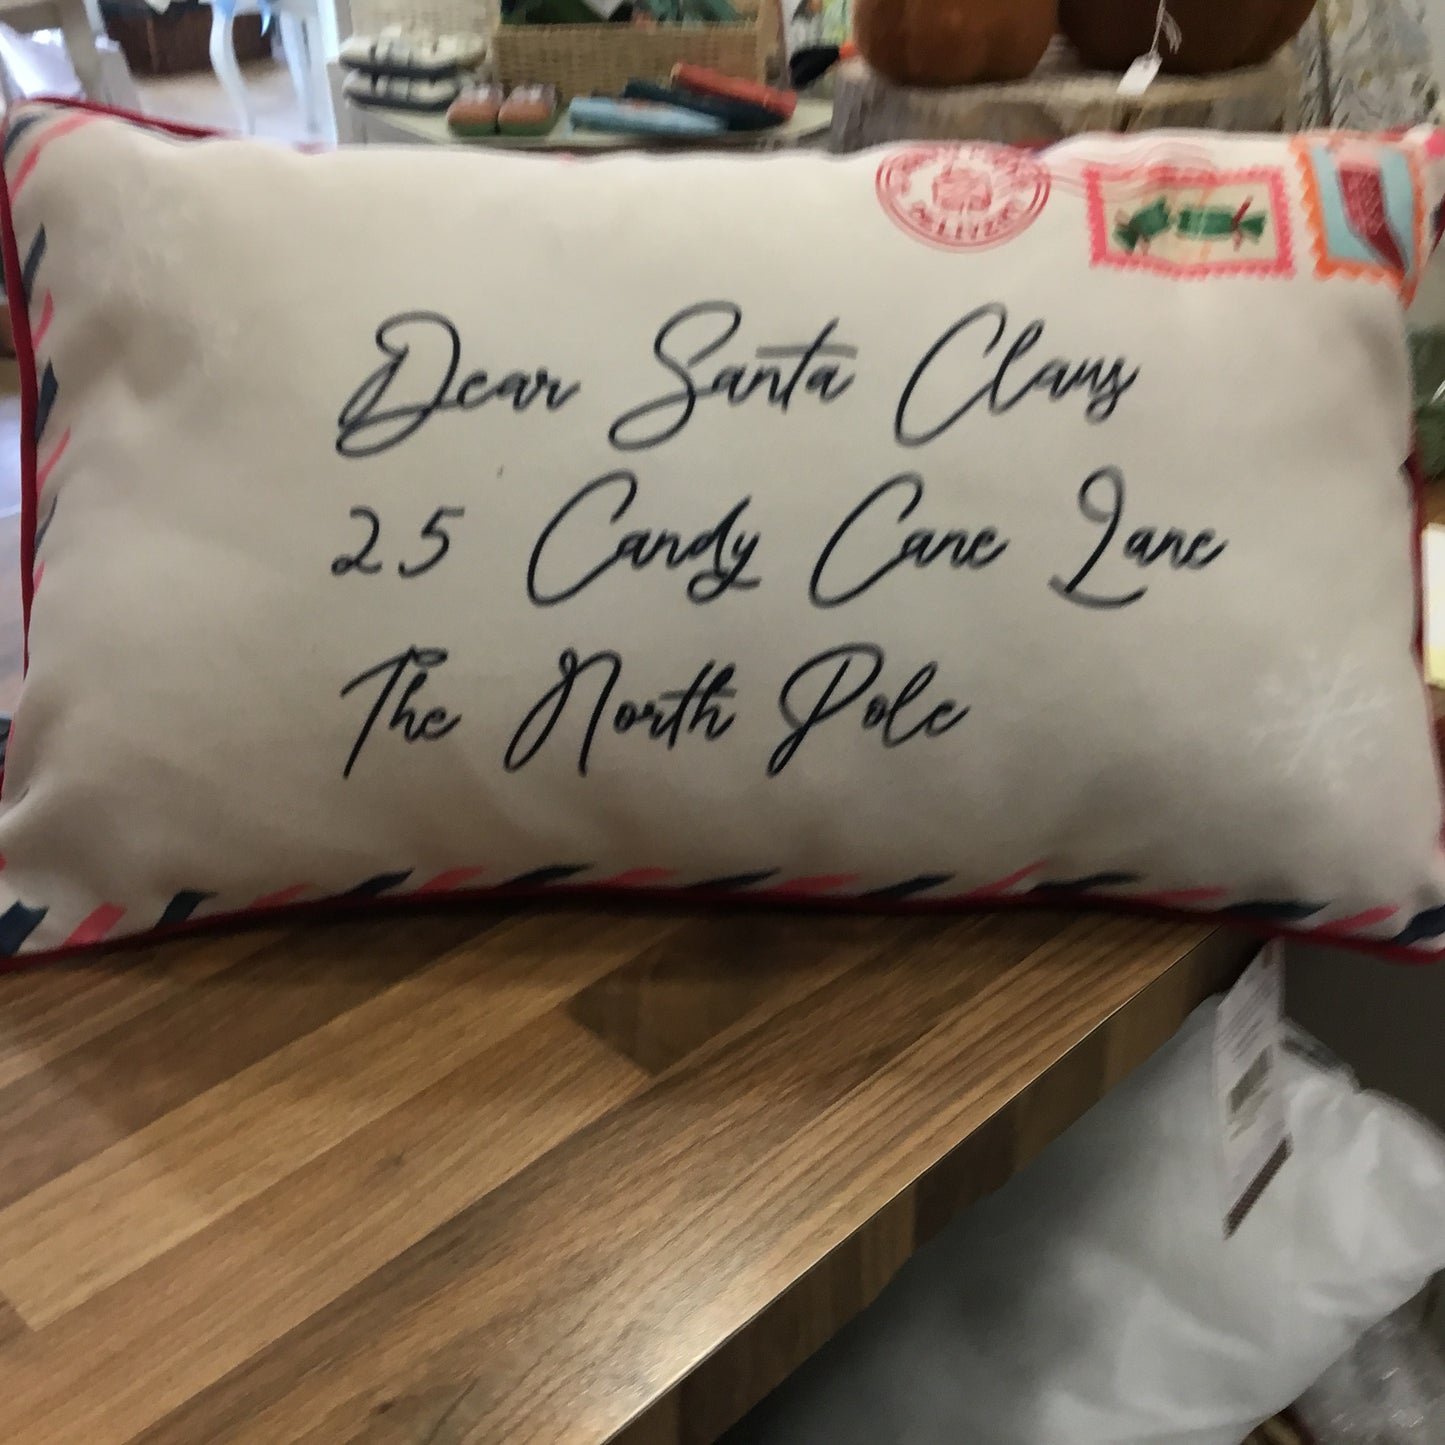 Dear Santa Claus
25 Candy Cane Lane
The North Pole